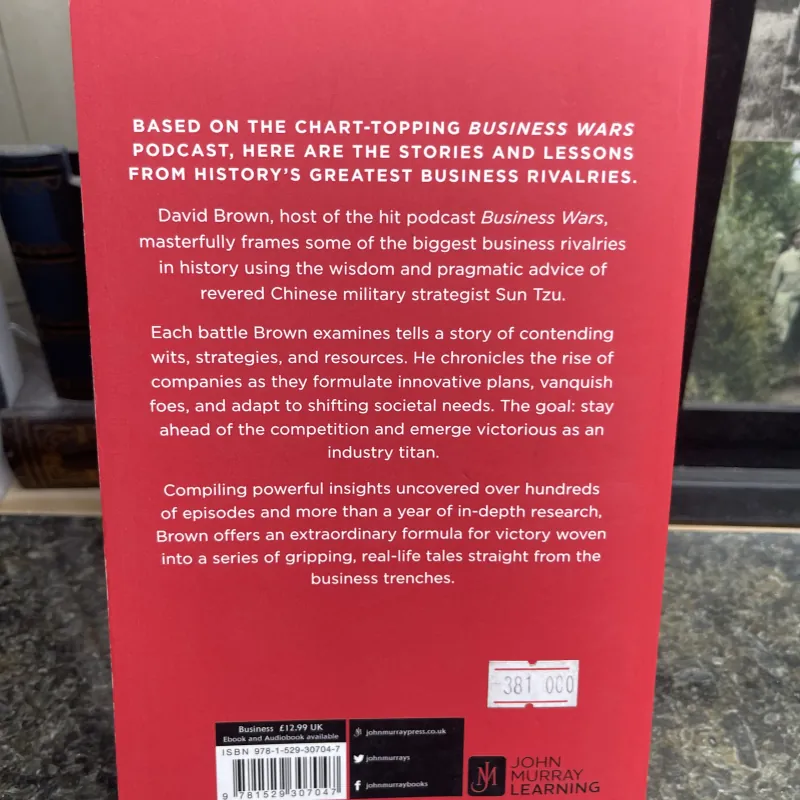 BASED ON THE CHART-TOPPING BUSINESS WARS
PODCAST, HERE ARE THE STORIES AND LESSONS
FROM HISTORY'S GREATEST BUSINESS RIVALRIES.
David Brown, host of the hit podcast Business Wars,
masterfully frames some of the biggest business rivalries
in history using the wisdom and pragmatic advice of
revered Chinese military strategist Sun Tzu.
Each battle Brown examines tells a story of contending
wits, strategies, and resources. He chronicles the rise of
companies as they formulate innovative plans, vanquish
foes, and adapt to shifting societal needs. The goal: stay
ahead of the competition and emerge victorious as an
industry titan.
Compiling powerful insights uncovered over hundreds
of episodes and more than a year of in-depth research,
Brown offers an extraordinary formula for victory woven
into a series of gripping, real-life tales straight from the
business trenches.
381 000
Business £12.99 UK
Ebook and Audiobook available
ISBN 978-1-529-30704-7
9 781529 307047
johnmurraypress.co.uk
johnmurrays
johnmurraybooks
JM
JOHN
MURRAY
LEARNING